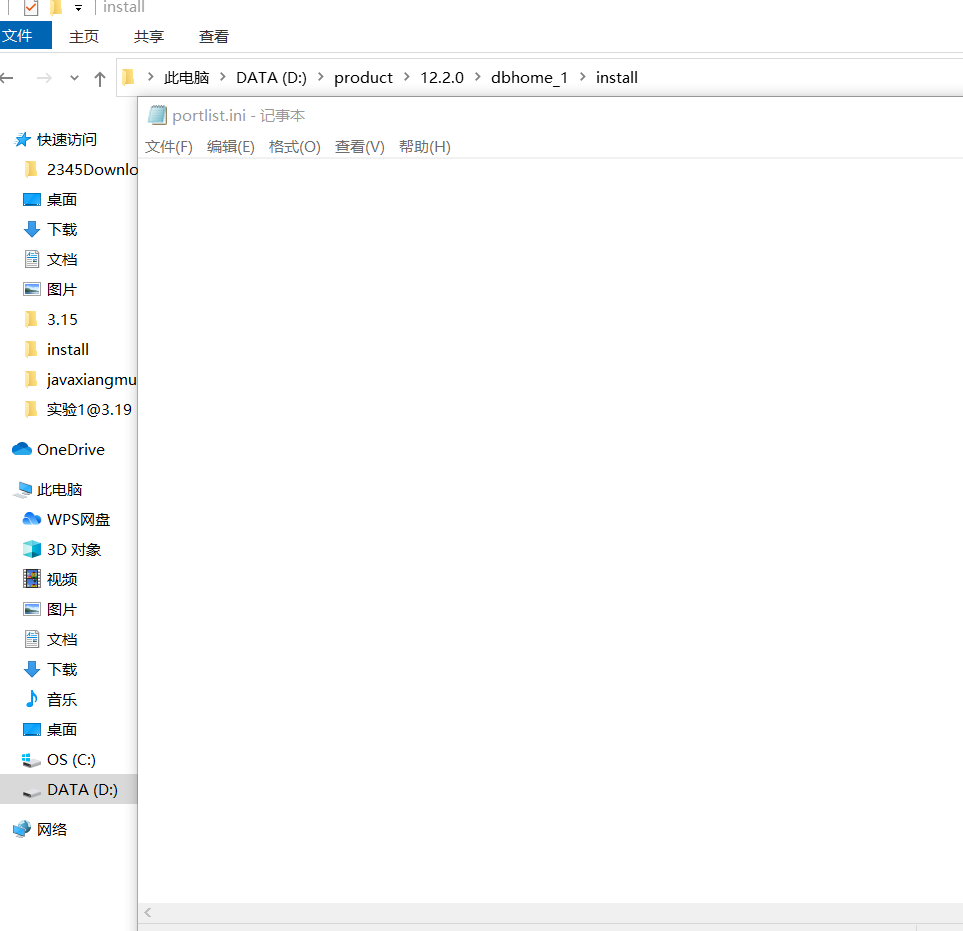 install
文件 主页 共享 查看
此电脑 DATA (D:) product 12.2.0 dbhome_1 install
portlist.ini - 记事本
文件(F) 编辑(E) 格式(O) 查看(V) 帮助(H)
快速访问
2345Downlo
桌面
下载
文档
图片
3.15
install
javaxiangmu
实验1@3.19
OneDrive
此电脑
WPS网盘
3D 对象
视频
图片
文档
下载
音乐
桌面
OS (C:)
DATA (D:)
网络